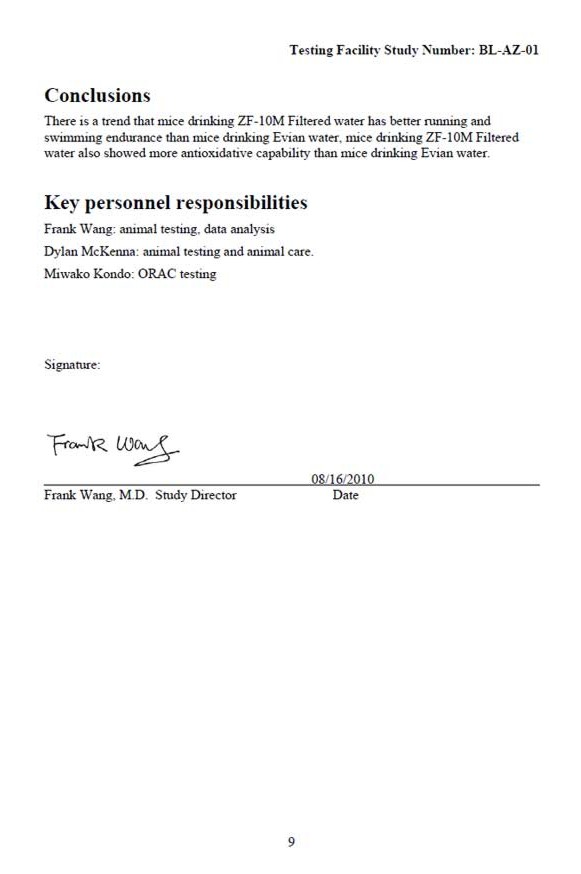 Testing Facility Study Number: BL-AZ-01
Conclusions
There is a trend that mice drinking ZF-10M Filtered water has better running and
swimming endurance than mice drinking Evian water, mice drinking ZF-10M Filtered
water also showed more antioxidative capability than mice drinking Evian water.
Key personnel responsibilities
Frank Wang: animal testing, data analysis
Dylan McKenna: animal testing and animal care.
Miwako Kondo: ORAC testing
Signature:
Frank Wang
08/16/2010
Frank Wang, M.D. Study Director Date
9